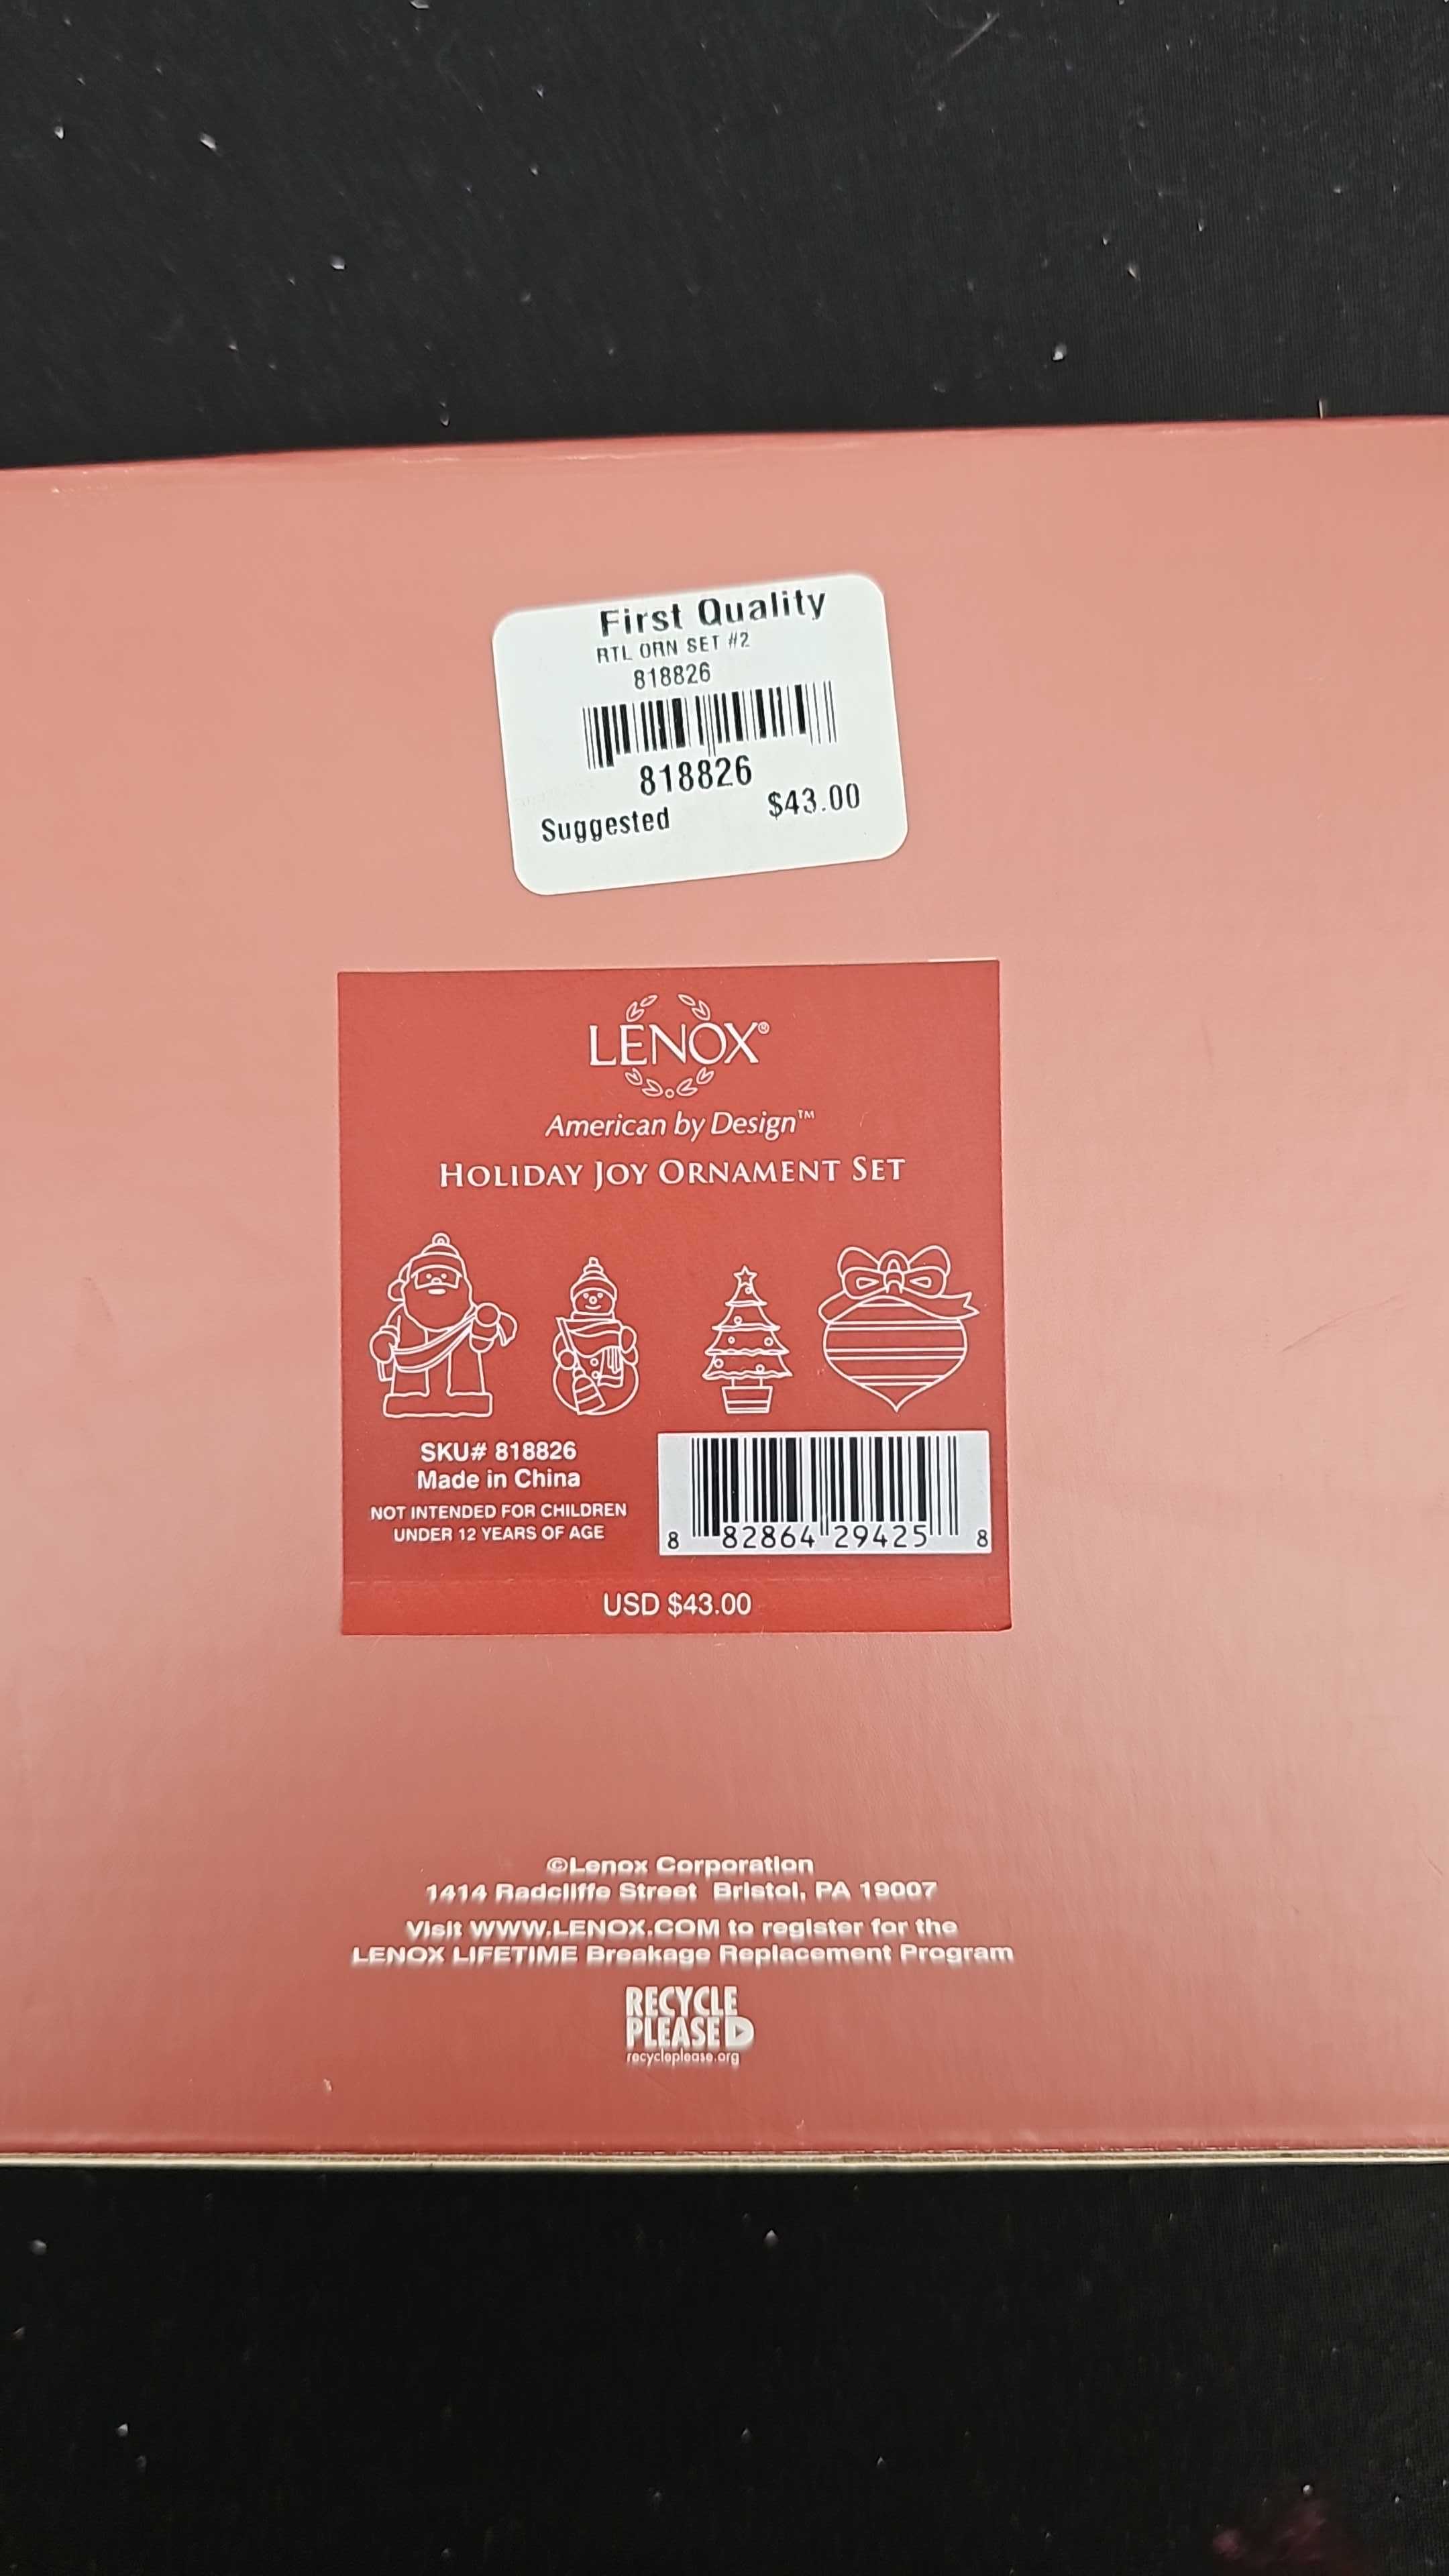 First Quality
RTL ORN SET #2
818826
818826
Suggested $43.00
LENOX®
American by Design™
HOLIDAY JOY ORNAMENT SET
SKU# 818826
Made in China
NOT INTENDED FOR CHILDREN
UNDER 12 YEARS OF AGE
8 82864 29425 8
USD $43.00
©Lenox Corporation
1414 Radcliffe Street Bristol, PA 19007
Visit WWW.LENOX.COM to register for the
LENOX LIFETIME Breakage Replacement Program
RECYCLE
PLEASE
recycleplease.org